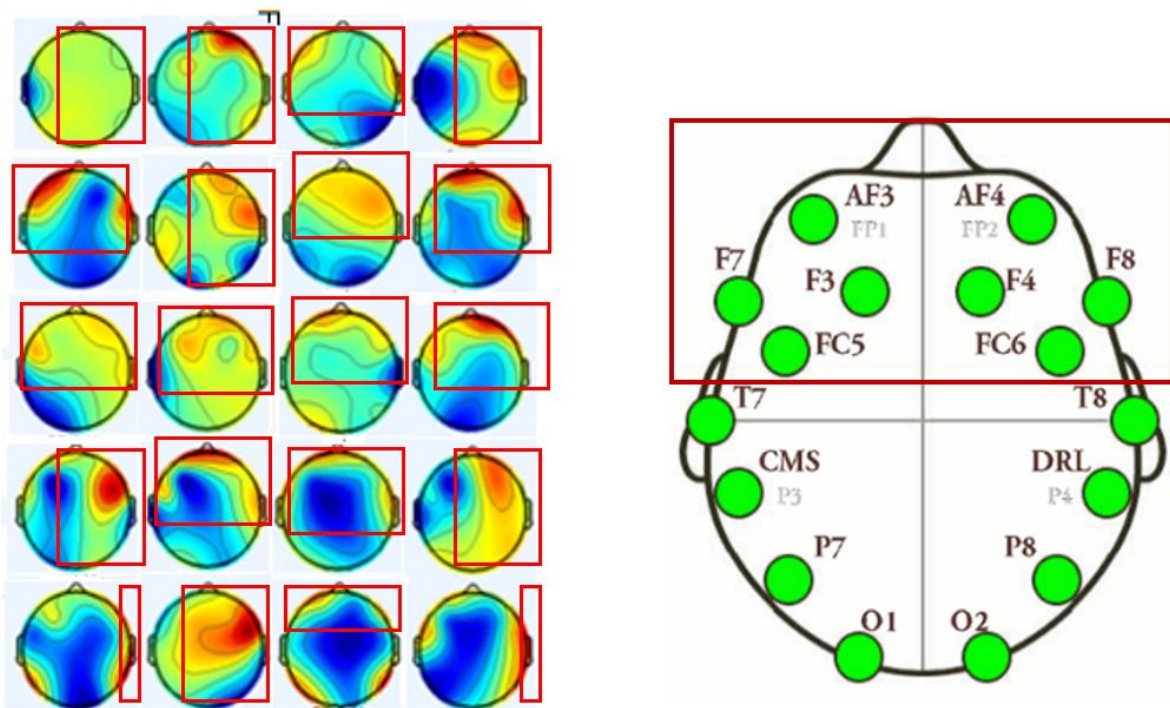 AF3 AF4
FP1 FP2
F7 F8
F3 F4
FC5 FC6
T7 T8
CMS DRL
P3 P4
P7 P8
O1 O2